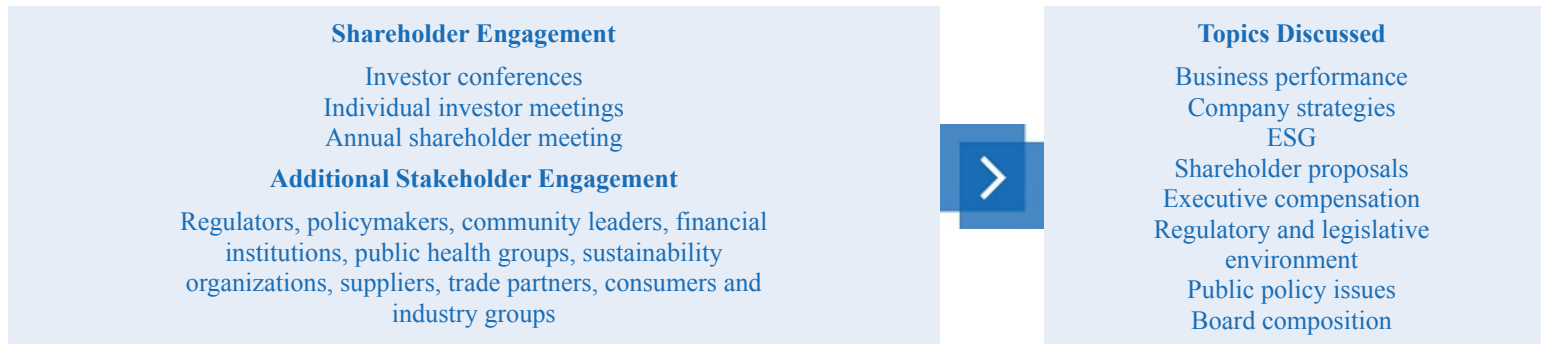 Shareholder Engagement
Investor conferences
Individual investor meetings
Annual shareholder meeting
Additional Stakeholder Engagement
Regulators, policymakers, community leaders, financial
institutions, public health groups, sustainability
organizations, suppliers, trade partners, consumers and
industry groups
Topics Discussed
Business performance
Company strategies
ESG
Shareholder proposals
Executive compensation
Regulatory and legislative
environment
Public policy issues
Board composition